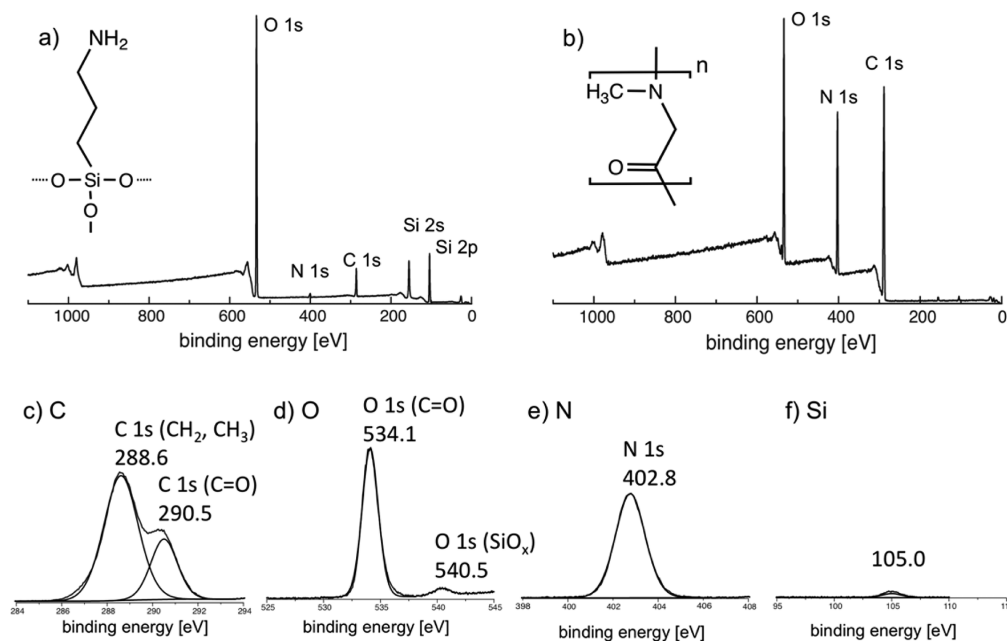 a)
NH₂
O
Si
O
O
O 1s
N 1s
C 1s
Si 2s
Si 2p
1000
800
600
400
200
0
binding energy [eV]
b)
n
H₃C
N
O
O 1s
N 1s
C 1s
1000
800
600
400
200
0
binding energy [eV]
c) C
C 1s (CH₂, CH₃)
288.6
C 1s (C=O)
290.5
284
286
288
290
292
294
binding energy [eV]
d) O
O 1s (C=O)
534.1
O 1s (SiOₓ)
540.5
525
530
535
540
545
binding energy [eV]
e) N
N 1s
402.8
398
400
402
404
406
408
binding energy [eV]
f) Si
105.0
95
100
105
110
binding energy [eV]